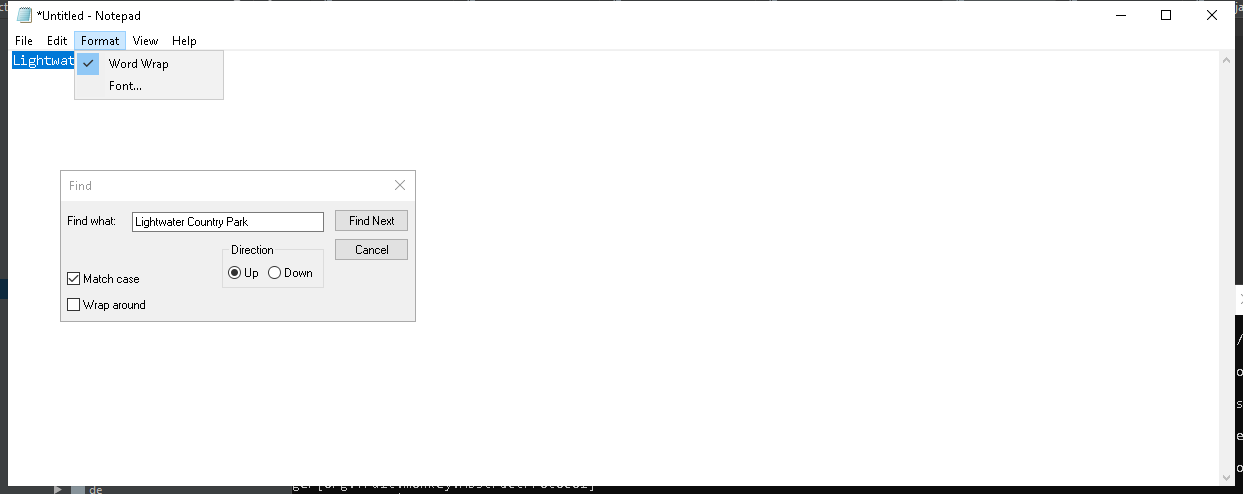 *Untitled - Notepad
File Edit Format View Help
Lightwat
Word Wrap
Font...
Find
Find what: Lightwater Country Park Find Next
Direction Cancel
Up Down
Match case
Wrap around
de